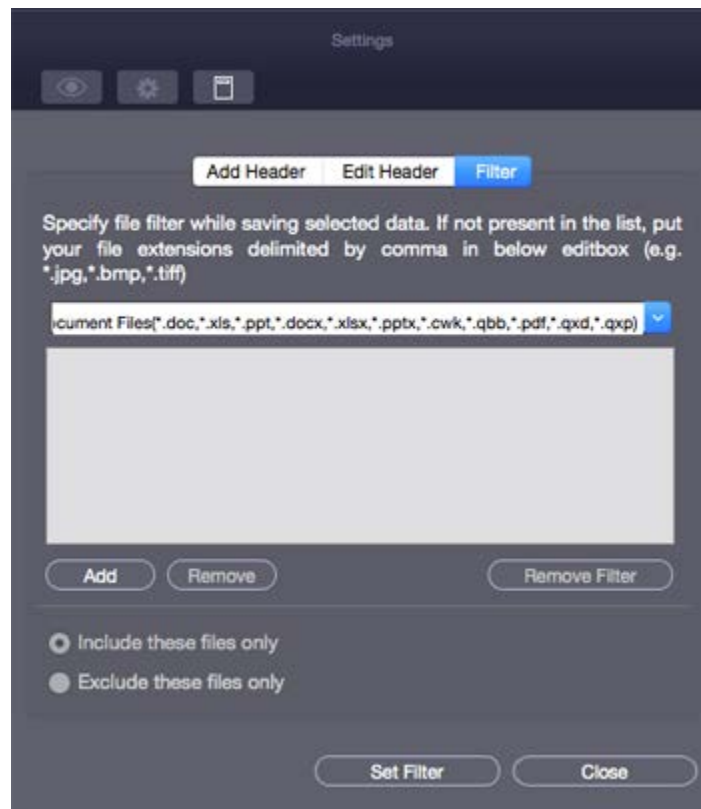 Settings
Add Header Edit Header Filter
Specify file filter while saving selected data. If not present in the list, put
your file extensions delimited by comma in below editbox (e.g.
*.jpg,*.bmp,*.tiff)
cument Files(*.doc,*.xls,*.ppt,*.docx,*.xlsx,*.pptx,*.cwk,*.qbb,*.pdf,*.qxd,*.qxp)
Add Remove Remove Filter
Include these files only
Exclude these files only
Set Filter Close